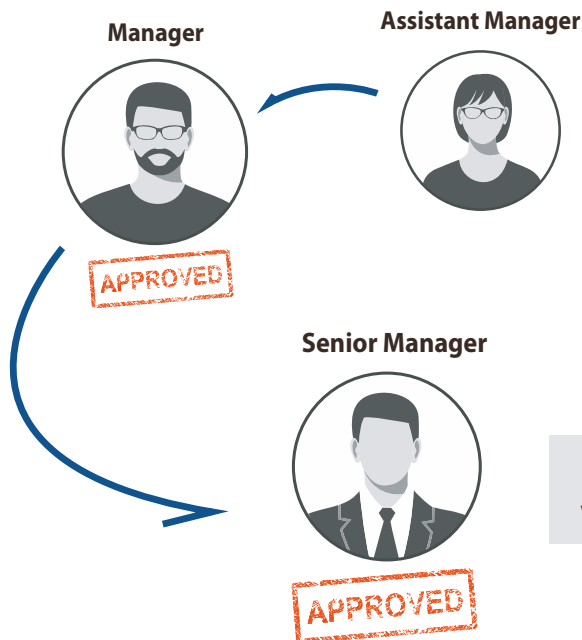 Manager
Assistant Manager
APPROVED
Senior Manager
APPROVED